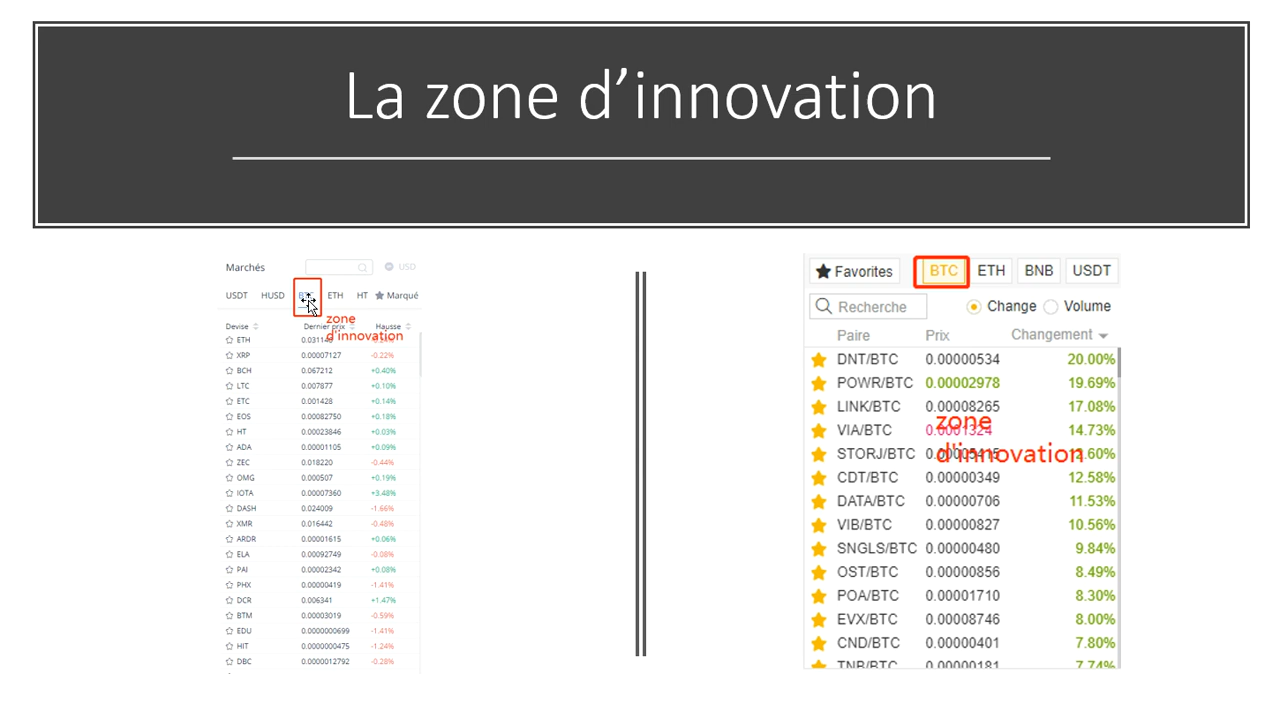 La zone d’innovation
Marchés
USD
USDT HUSD ETH HT Marqué
zone
d'innovation
Devise Dernier prix Hausse
ETH
XRP 0.00007127 -0.22%
BCH 0.067212 +0.40%
LTC 0.007877 +0.10%
ETC 0.001428 +0.14%
EOS 0.00082750 +0.18%
HT 0.00023846 +0.03%
ADA 0.00001105 +0.09%
ZEC 0.018220 -0.44%
OMG 0.000507 +0.19%
IOTA 0.00007360 +3.48%
DASH 0.024009 -1.66%
XMR 0.016442 -0.48%
ARDR 0.00001615 +0.06%
ELA 0.00092749 -0.08%
PAI 0.00002342 +0.08%
PHX 0.00000419 -1.41%
DCR 0.006341 +1.47%
BTM 0.00003019 -0.59%
EDU 0.0000000699 -1.41%
HIT 0.0000000475 -1.24%
DBC 0.0000012792 -0.28%
Favorites BTC ETH BNB USDT
Recherche Change Volume
Paire Prix Changement
DNT/BTC 0.00000534 20.00%
POWR/BTC 0.00002978 19.69%
LINK/BTC 0.00008265 17.08%
zone
VIA/BTC 0.0001324 14.73%
d'innovation
STORJ/BTC
CDT/BTC 0.00000349 12.58%
DATA/BTC 0.00000706 11.53%
VIB/BTC 0.00000827 10.56%
SNGLS/BTC 0.00000480 9.84%
OST/BTC 0.00000856 8.49%
POA/BTC 0.00001710 8.30%
EVX/BTC 0.00008746 8.00%
CND/BTC 0.00000401 7.80%
TNB/BTC 0.00000181 7.74%